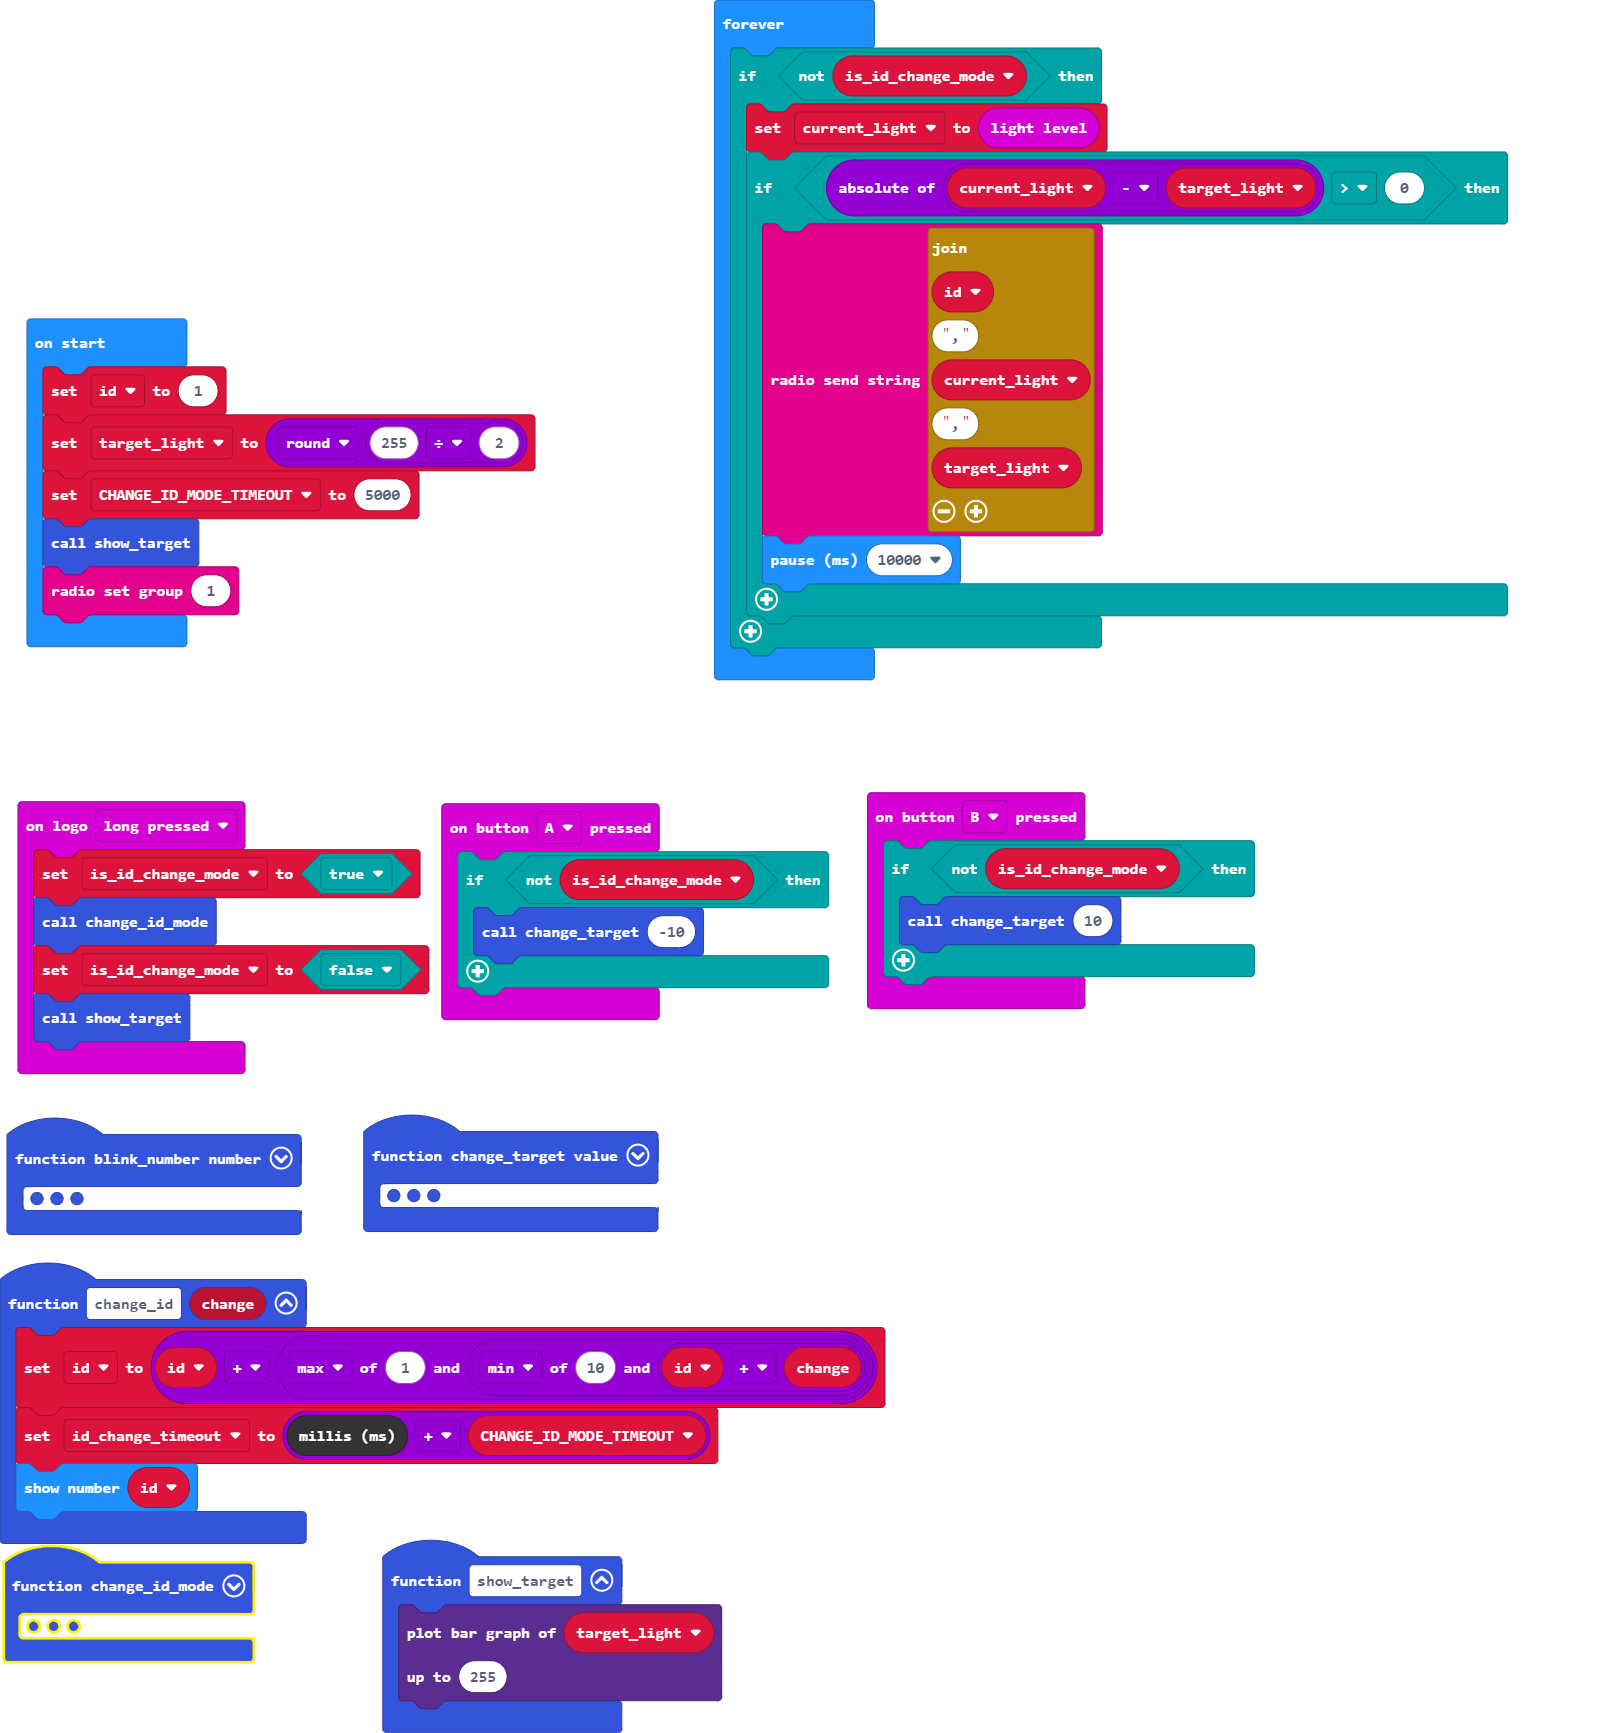 forever
if not is_id_change_mode then
set current_light to light level
if absolute of current_light - target_light > 0 then
radio send string join
id
","
current_light
","
target_light
pause (ms) 10000
on start
set id to 1
set target_light to round 255 ÷ 2
set CHANGE_ID_MODE_TIMEOUT to 5000
call show_target
radio set group 1
on logo long pressed
set is_id_change_mode to true
call change_id_mode
set is_id_change_mode to false
call show_target
on button A pressed
if not is_id_change_mode then
call change_target -10
on button B pressed
if not is_id_change_mode then
call change_target 10
function blink_number number
function change_target value
function change_id change
set id to id + max of 1 and min of 10 and id + change
set id_change_timeout to millis (ms) + CHANGE_ID_MODE_TIMEOUT
show number id
function change_id_mode
function show_target
plot bar graph of target_light
up to 255